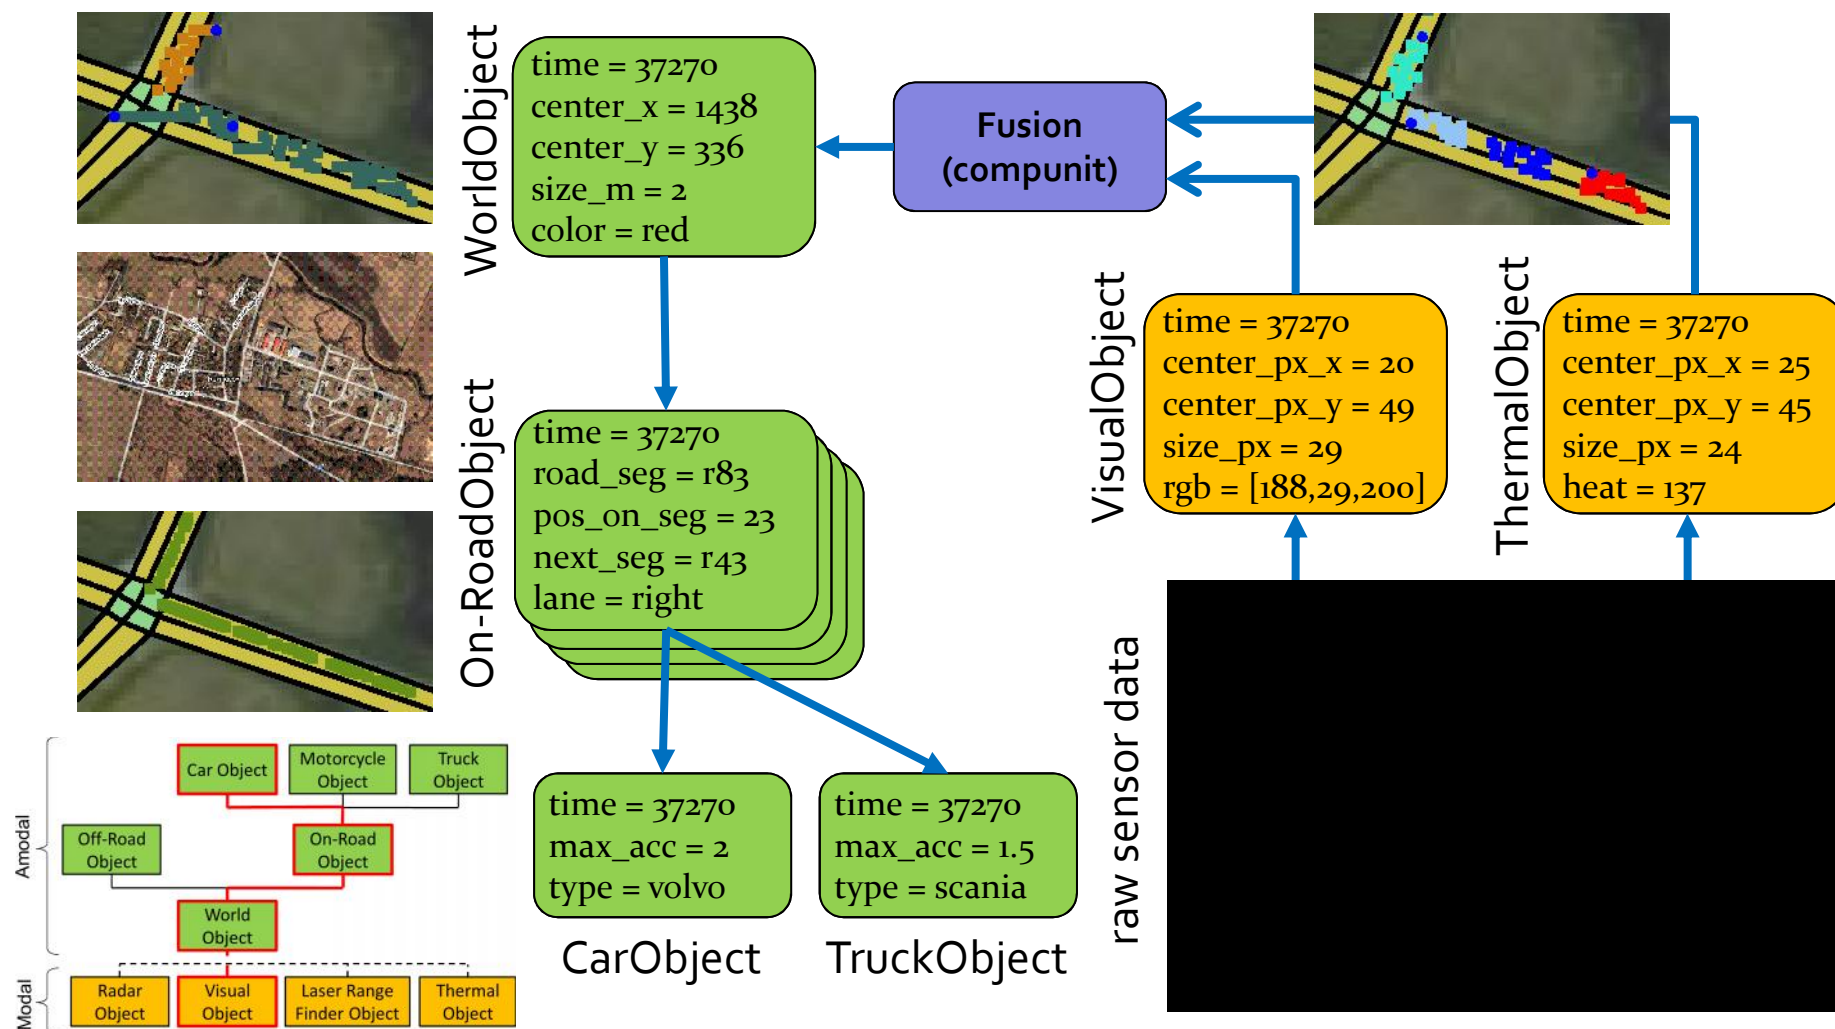 WorldObject
time = 37270
center_x = 1438
center_y = 336
size_m = 2
color = red
Fusion
(compunit)
VisualObject
time = 37270
center_px_x = 20
center_px_y = 49
size_px = 29
rgb = [188,29,200]
ThermalObject
time = 37270
center_px_x = 25
center_px_y = 45
size_px = 24
heat = 137
On-RoadObject
time = 37270
road_seg = r83
pos_on_seg = 23
next_seg = r43
lane = right
raw sensor data
time = 37270
max_acc = 2
type = volvo
CarObject
time = 37270
max_acc = 1.5
type = scania
TruckObject
Amodal
Car Object
Motorcycle
Object
Truck
Object
Off-Road
Object
On-Road
Object
World
Object
Modal
Radar
Object
Visual
Object
Laser Range
Finder Object
Thermal
Object